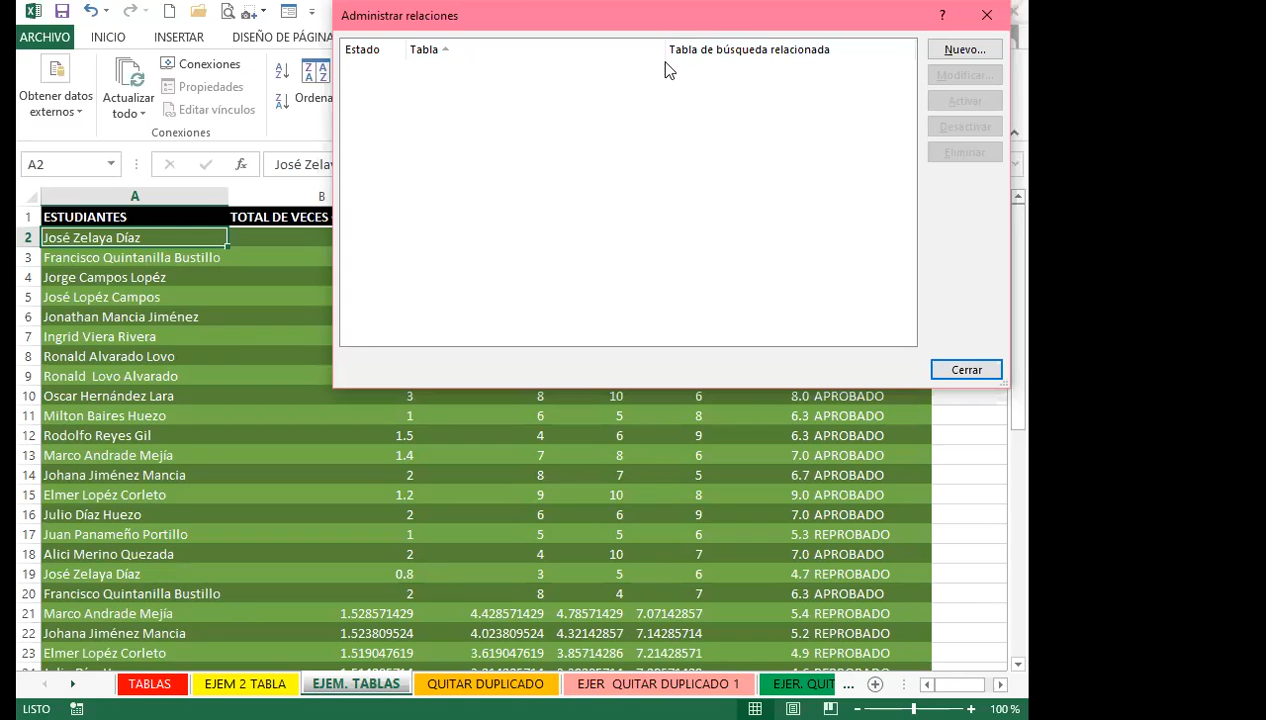 Administrar relaciones ?
ARCHIVO INICIO INSERTAR DISEÑO DE PÁGINA
Estado Tabla Tabla de búsqueda relacionada
Nuevo...
Modificar...
Activar
Desactivar
Eliminar
Cerrar
Obtener datos externos
Actualizar todo
Conexiones
Propiedades
Editar vínculos
Conexiones
Ordena
A2 fx José Zela
A B
1 ESTUDIANTES TOTAL DE VECES
2 José Zelaya Díaz
3 Francisco Quintanilla Bustillo
4 Jorge Campos Lopéz
5 José Lopéz Campos
6 Jonathan Mancia Jiménez
7 Ingrid Viera Rivera
8 Ronald Alvarado Lovo
9 Ronald  Lovo Alvarado
10 Oscar Hernández Lara 3 8 10 6 8.0 APROBADO
11 Milton Baires Huezo 1 6 5 8 6.3 APROBADO
12 Rodolfo Reyes Gil 1.5 4 6 9 6.3 APROBADO
13 Marco Andrade Mejía 1.4 7 8 6 7.0 APROBADO
14 Johana Jiménez Mancia 2 8 7 5 6.7 APROBADO
15 Elmer Lopéz Corleto 1.2 9 10 8 9.0 APROBADO
16 Julio Díaz Huezo 2 6 6 9 7.0 APROBADO
17 Juan Panameño Portillo 1 5 5 6 5.3 REPROBADO
18 Alici Merino Quezada 2 4 10 7 7.0 APROBADO
19 José Zelaya Díaz 0.8 3 5 6 4.7 REPROBADO
20 Francisco Quintanilla Bustillo 2 8 4 7 6.3 APROBADO
21 Marco Andrade Mejía 1.528571429 4.428571429 4.78571429 7.07142857 5.4 REPROBADO
22 Johana Jiménez Mancia 1.523809524 4.023809524 4.32142857 7.14285714 5.2 REPROBADO
23 Elmer Lopéz Corleto 1.519047619 3.619047619 3.85714286 7.21428571 4.9 REPROBADO
TABLAS EJEM 2 TABLA EJEM. TABLAS QUITAR DUPLICADO EJER  QUITAR DUPLICADO 1 EJER. QUIT ...
LISTO 100 %